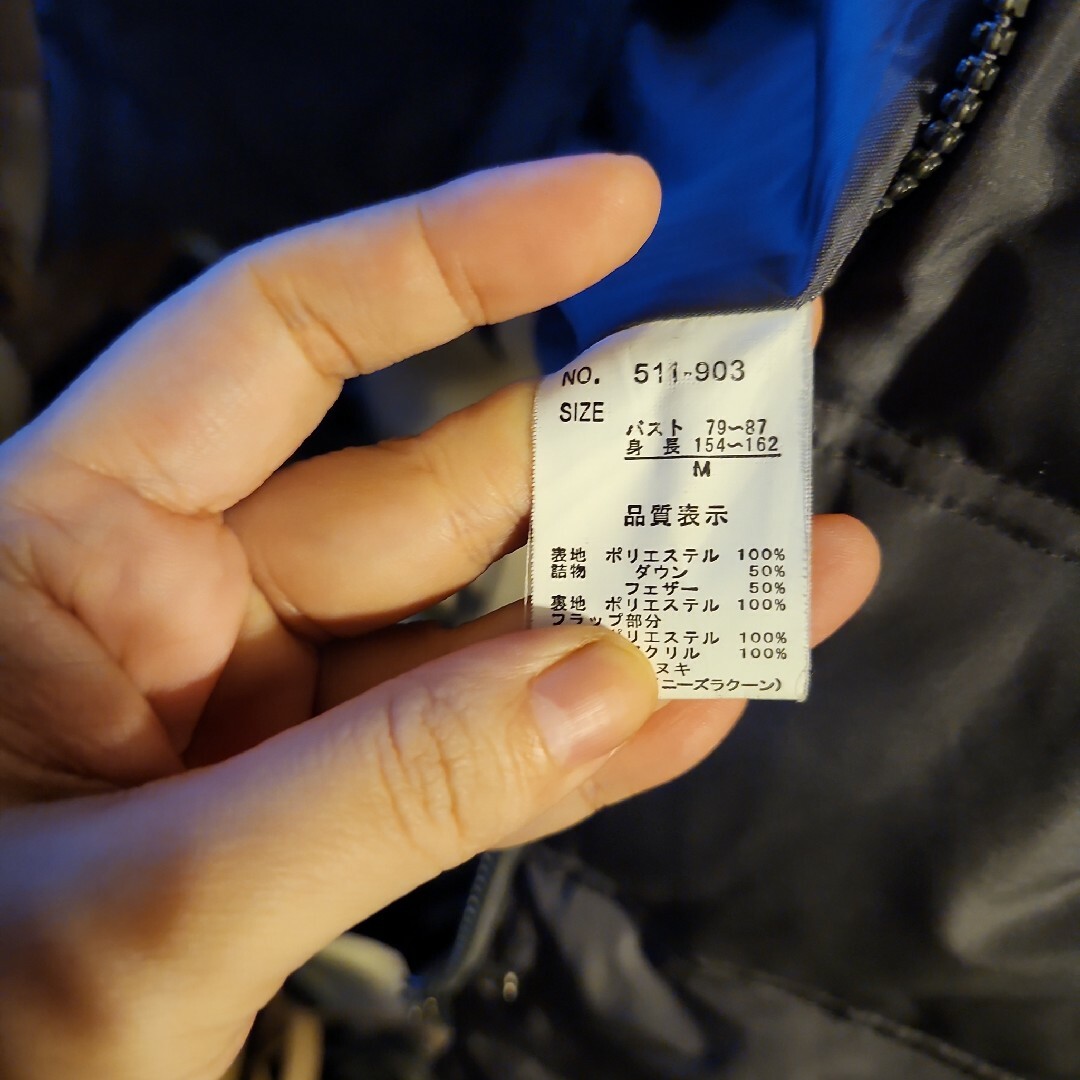 NO. 511-903
SIZE
バスト 79〜87
身長 154〜162
M
品質表示
表地 ポリエステル 100%
詰物 ダウン 50%
フェザー 50%
裏地 ポリエステル 100%
フラップ部分
リエステル 100%
クリル 100%
ヌキ
ニーズラクーン)